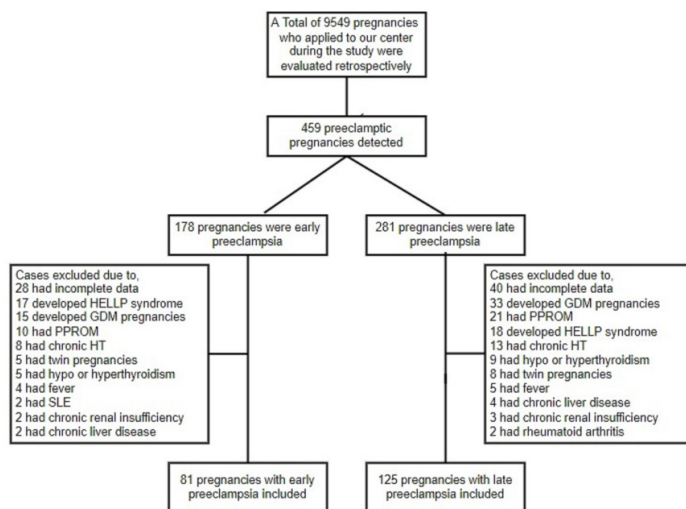 A Total of 9549 pregnancies
who applied to our center
during the study were
evaluated retrospectively
459 preeclamptic
pregnancies detected
178 pregnancies were early
preeclampsia
281 pregnancies were late
preeclampsia
Cases excluded due to,
28 had incomplete data
17 developed HELLP syndrome
15 developed GDM pregnancies
10 had PPROM
8 had chronic HT
5 had twin pregnancies
5 had hypo or hyperthyroidism
4 had fever
2 had SLE
2 had chronic renal insufficiency
2 had chronic liver disease
Cases excluded due to,
40 had incomplete data
33 developed GDM pregnancies
21 had PPROM
18 developed HELLP syndrome
13 had chronic HT
9 had hypo or hyperthyroidism
8 had twin pregnancies
5 had fever
4 had chronic liver disease
3 had chronic renal insufficiency
2 had rheumatoid arthritis
81 pregnancies with early
preeclampsia included
125 pregnancies with late
preeclampsia included